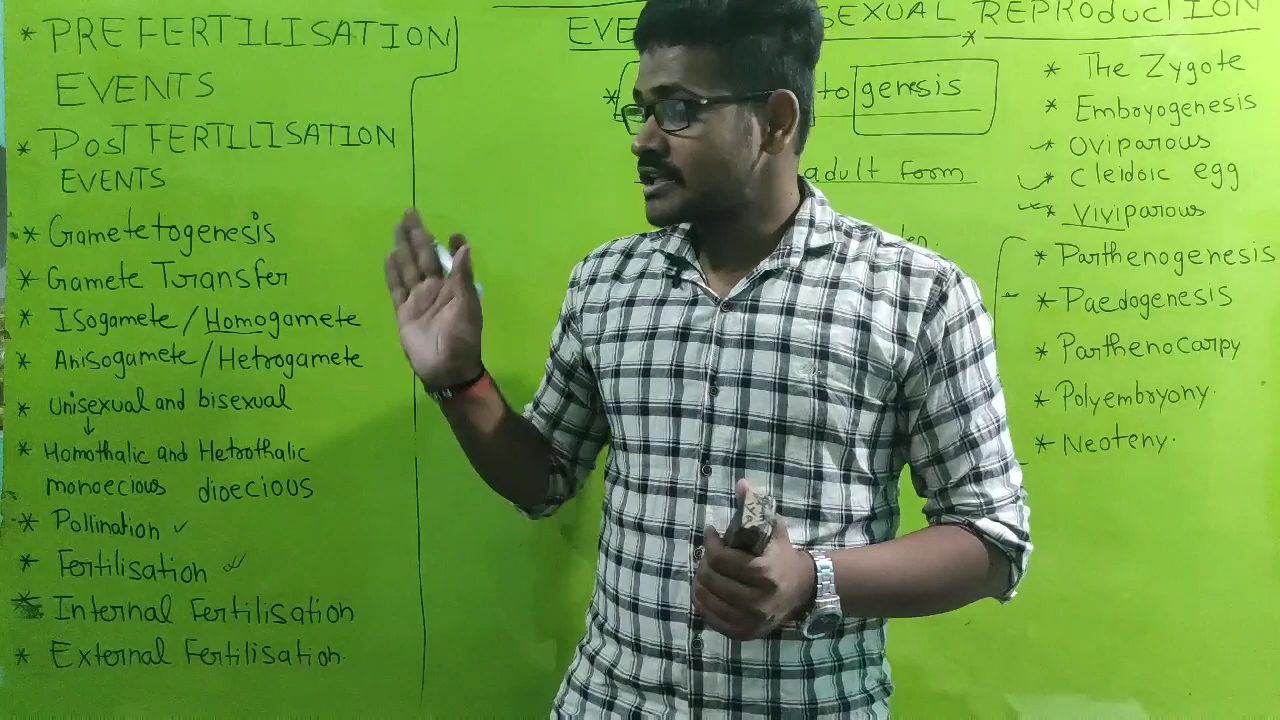 * PREFERTILISATION
EVENTS
* POST FERTILISATION
EVENTS
* Gametetogenesis
* Gamete Transfer
* Isogamete / Homogamete
* Anisogamete / Hetrogamete
* Unisexual and bisexual
↓
* Homothalic and Hetrothalic
monoecious dioecious
* Pollination ✓
* Fertilisation ✓
* Internal Fertilisation
* External Fertilisation
SEXUAL REPRODUCTION
*
* genesis
adult Form
* The Zygote
* Emboyogenesis
* Oviparous
* Cleidoic egg
* Viviparous
* Parthenogenesis
* Paedogenesis
* Parthenocarpy
* Polyembryony.
* Neoteny.